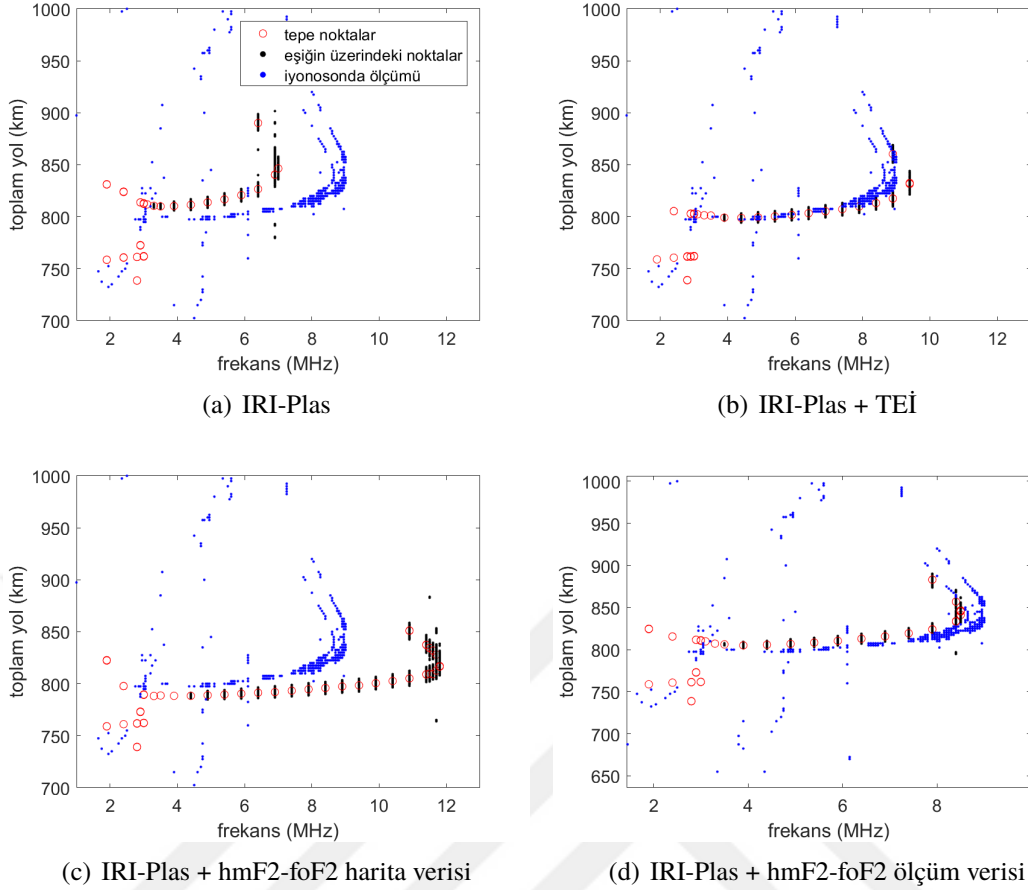 1000
950
900
850
800
750
700
toplam yol (km)
2 4 6 8 10 12
frekans (MHz)
tepe noktalar
eşiğin üzerindeki noktalar
iyonosonda ölçümü
(a) IRI-Plas
1000
950
900
850
800
750
700
toplam yol (km)
2 4 6 8 10 12
frekans (MHz)
(b) IRI-Plas + TEİ
1000
950
900
850
800
750
700
toplam yol (km)
2 4 6 8 10 12
frekans (MHz)
(c) IRI-Plas + hmF2-foF2 harita verisi
1000
950
900
850
800
750
700
650
toplam yol (km)
2 4 6 8
frekans (MHz)
(d) IRI-Plas + hmF2-foF2 ölçüm verisi